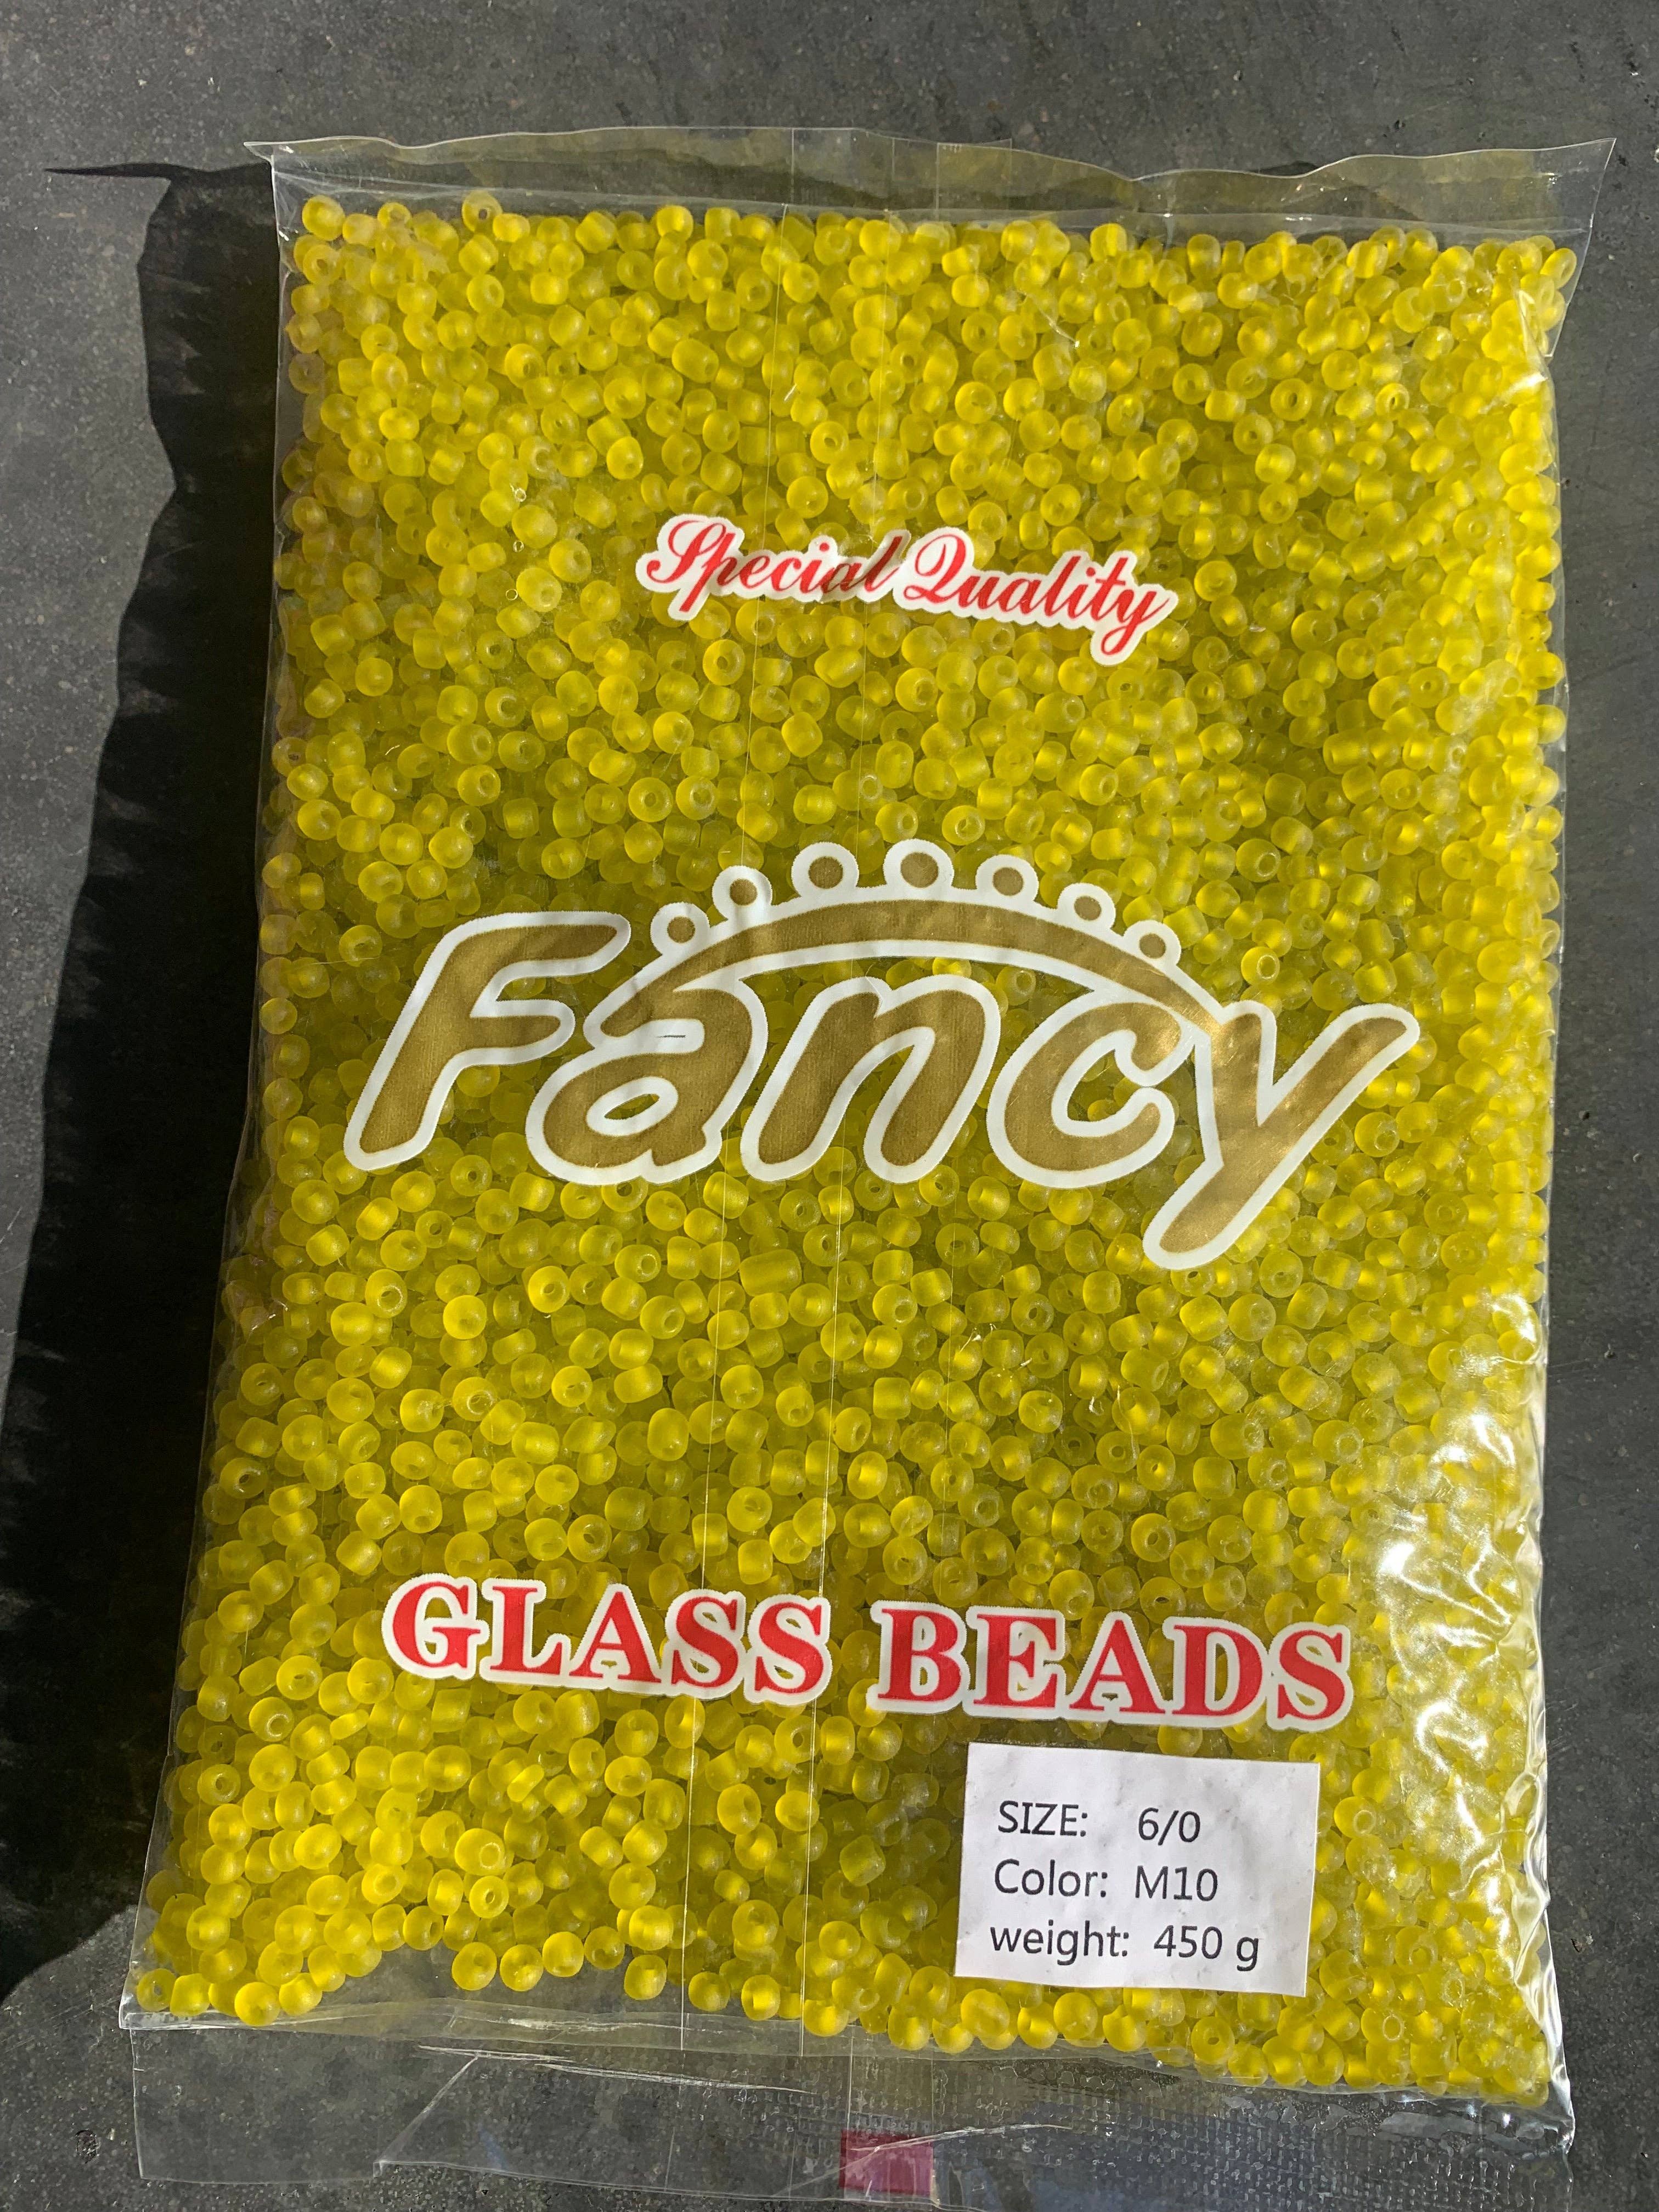 Special Quality
Fancy
GLASS BEADS
SIZE: 6/0
Color: M10
weight: 450 g